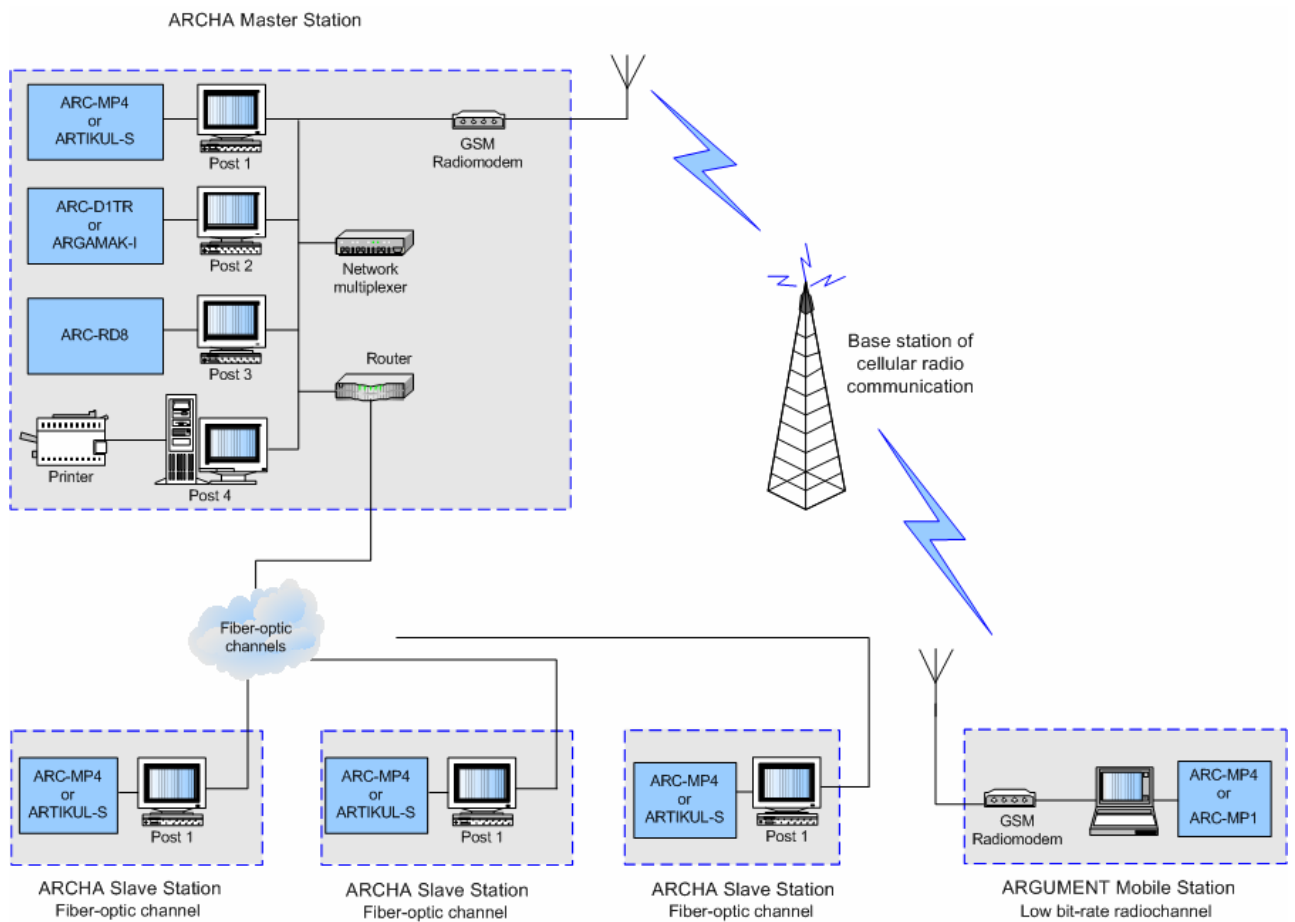 ARCHA Master Station
ARC-MP4
or
ARTIKUL-S
Post 1
GSM
Radiomodem
ARC-D1TR
or
ARGAMAK-I
Post 2
Network
multiplexer
ARC-RD8
Post 3
Router
Printer
Post 4
Base station of
cellular radio
communication
Fiber-optic
channels
ARC-MP4
or
ARTIKUL-S
Post 1
ARCHA Slave Station
Fiber-optic channel
ARC-MP4
or
ARTIKUL-S
Post 1
ARCHA Slave Station
Fiber-optic channel
ARC-MP4
or
ARTIKUL-S
Post 1
ARCHA Slave Station
Fiber-optic channel
GSM
Radiomodem
ARC-MP4
or
ARC-MP1
ARGUMENT Mobile Station
Low bit-rate radiochannel